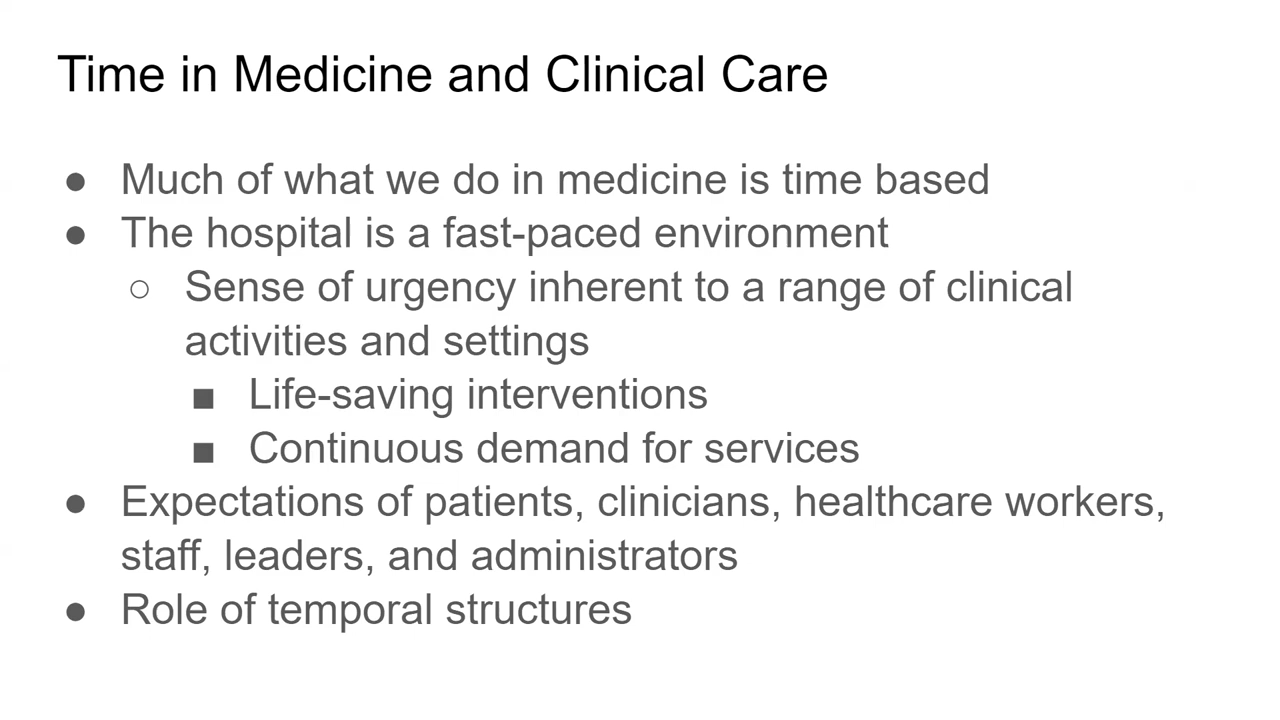 Time in Medicine and Clinical Care
● Much of what we do in medicine is time based
● The hospital is a fast-paced environment
○ Sense of urgency inherent to a range of clinical
activities and settings
■ Life-saving interventions
■ Continuous demand for services
● Expectations of patients, clinicians, healthcare workers,
staff, leaders, and administrators
● Role of temporal structures